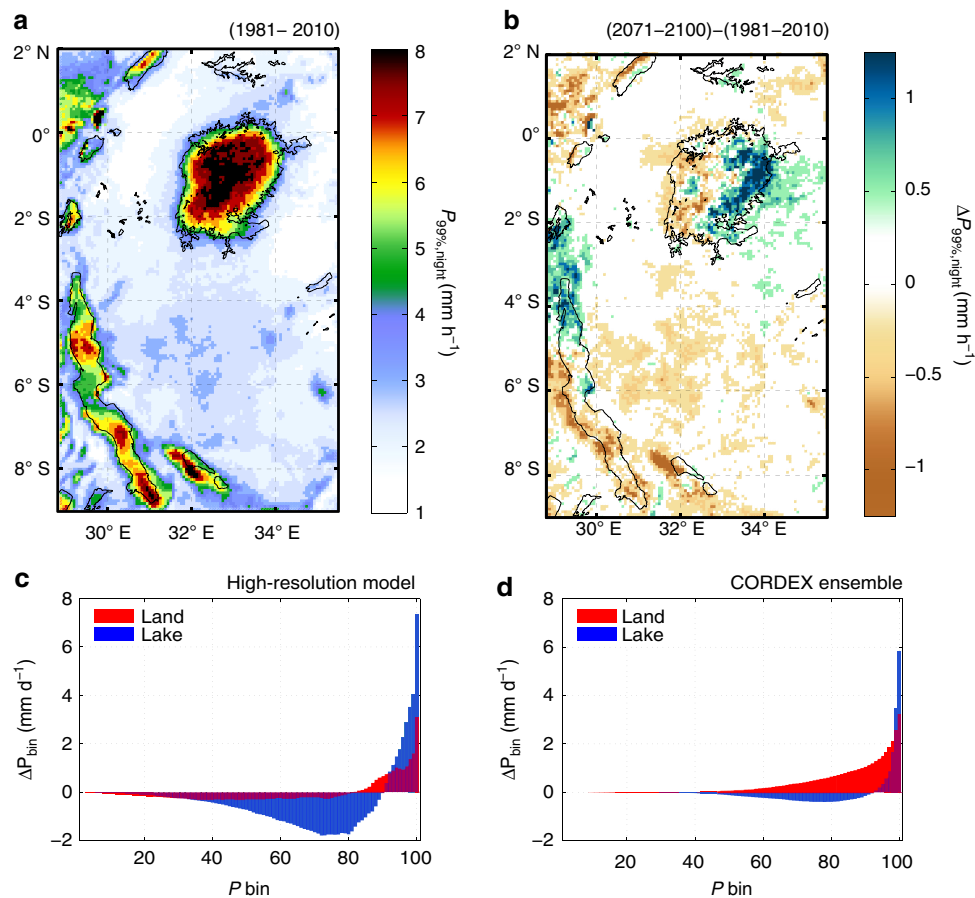 a
(1981– 2010)
2° N
0°
2° S
4° S
6° S
8° S
30° E
32° E
34° E
8
7
6
5
4
3
2
1
P99%,night (mm h−1)
b
(2071–2100)–(1981–2010)
2° N
0°
2° S
4° S
6° S
8° S
30° E
32° E
34° E
1
0.5
0
−0.5
−1
ΔP99%,night (mm h−1)
c
High-resolution model
Land
Lake
8
6
4
2
0
−2
ΔPbin (mm d−1)
20
40
60
80
100
P bin
d
CORDEX ensemble
Land
Lake
8
6
4
2
0
−2
ΔPbin (mm d−1)
20
40
60
80
100
P bin